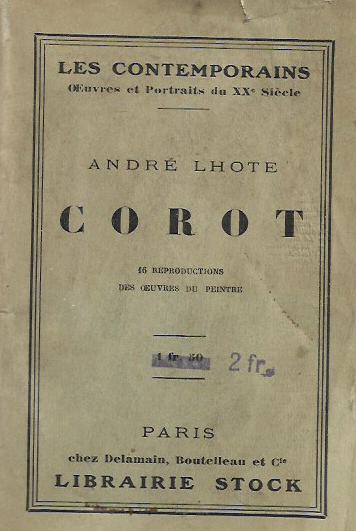 LES CONTEMPORAINS
Œuvres et Portraits du XXᵉ Siècle
ANDRÉ LHOTE
COROT
16 REPRODUCTIONS
DES ŒUVRES DU PEINTRE
1 fr. 50 2 fr.
PARIS
chez Delamain, Boutelleau et Cⁱᵉ
LIBRAIRIE STOCK